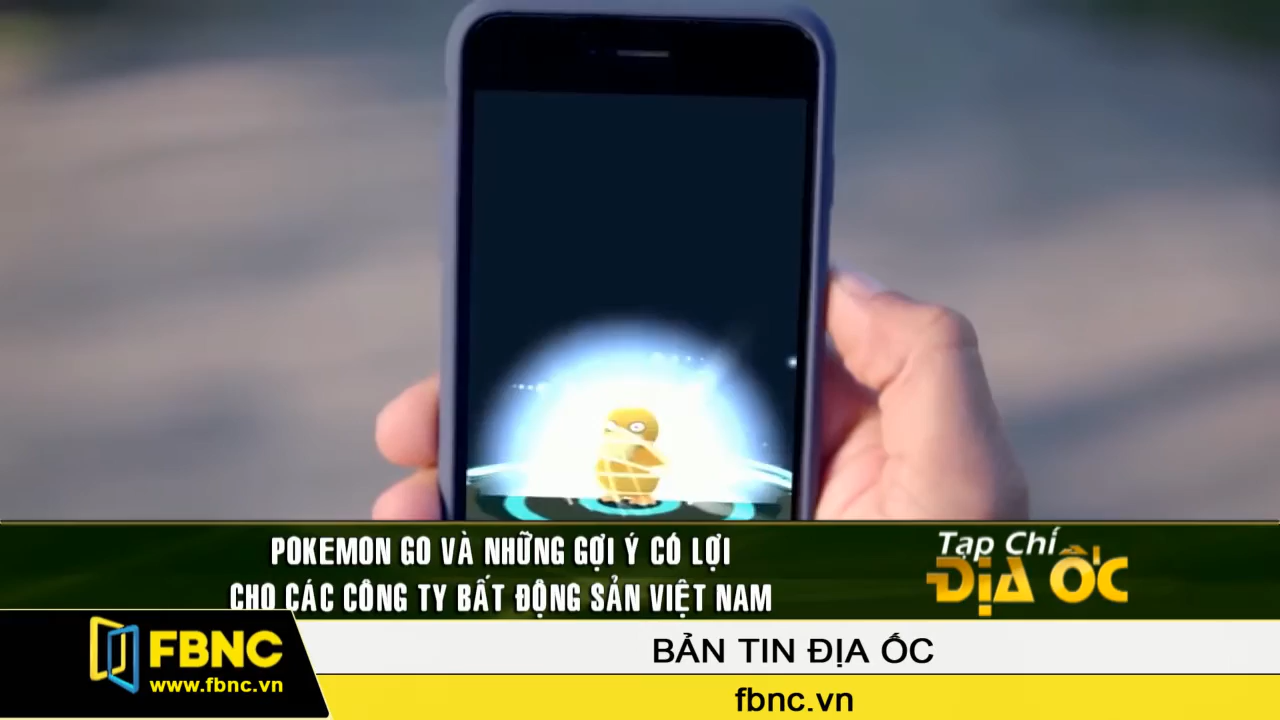 POKEMON GO VÀ NHỮNG GỢI Ý CÓ LỢI
CHO CÁC CÔNG TY BẤT ĐỘNG SẢN VIỆT NAM
Tạp Chí
ĐỊA ỐC
FBNC
www.fbnc.vn
BẢN TIN ĐỊA ỐC
fbnc.vn